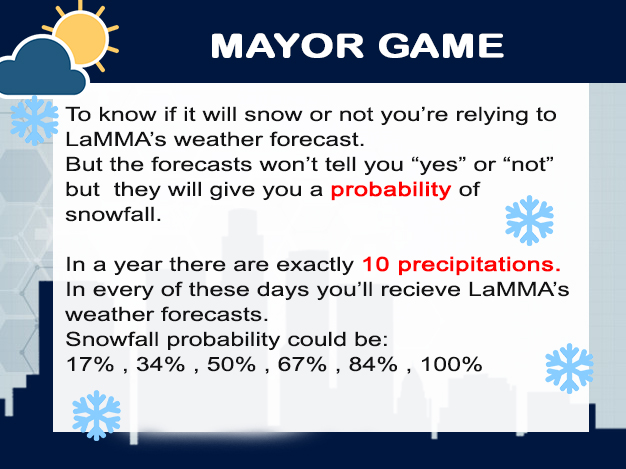 MAYOR GAME
To know if it will snow or not you're relying to
LaMMA's weather forecast.
But the forecasts won't tell you “yes” or “not”
but  they will give you a probability of
snowfall.
In a year there are exactly 10 precipitations.
In every of these days you'll recieve LaMMA's
weather forecasts.
Snowfall probability could be:
17% , 34% , 50% , 67% , 84% , 100%